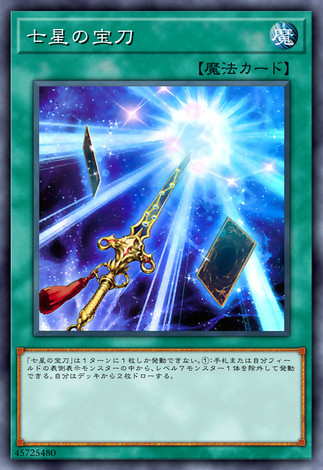 七星の宝刀
魔
【魔法カード】
「七星の宝刀」は１ターンに１枚しか発動できない。①：手札または自分フィー
ルドの表側表示モンスターの中から、レベル７モンスター１体を除外して発動
できる。自分はデッキから２枚ドローする。
45725480